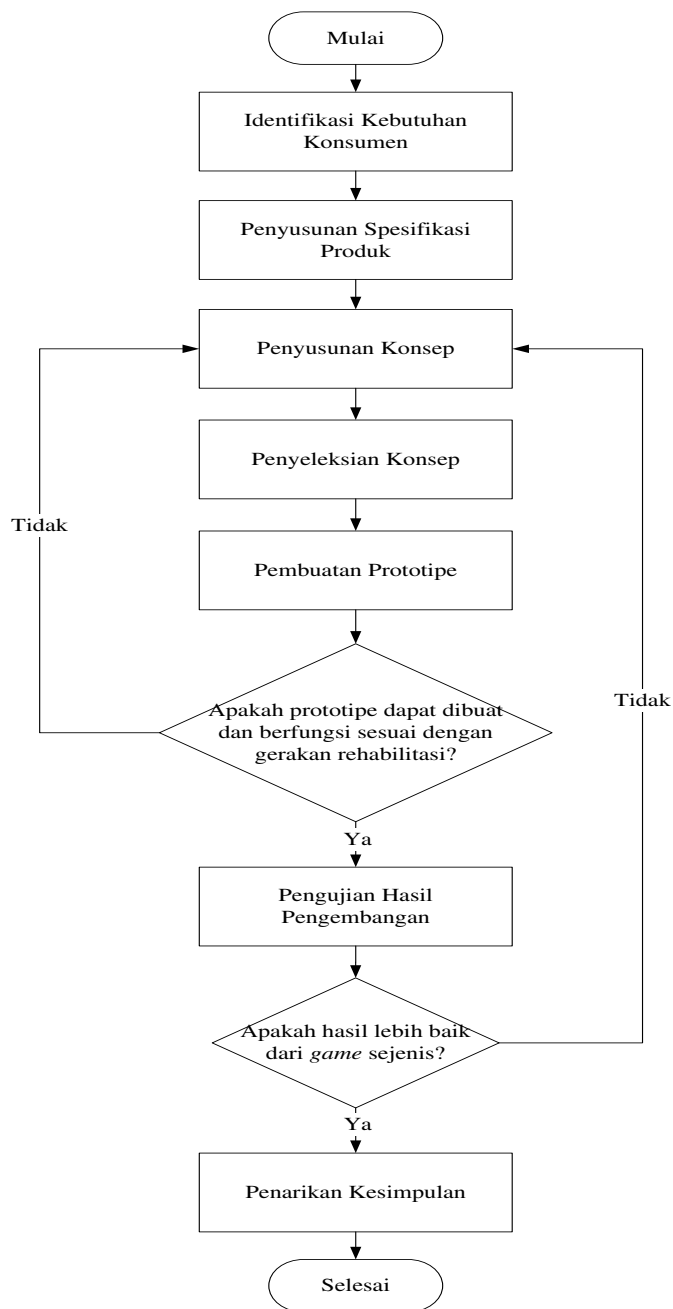 Mulai
Identifikasi Kebutuhan
Konsumen
Penyusunan Spesifikasi
Produk
Penyusunan Konsep
Penyeleksian Konsep
Tidak
Pembuatan Prototipe
Apakah prototipe dapat dibuat
dan berfungsi sesuai dengan
gerakan rehabilitasi?
Tidak
Ya
Pengujian Hasil
Pengembangan
Apakah hasil lebih baik
dari game sejenis?
Ya
Penarikan Kesimpulan
Selesai